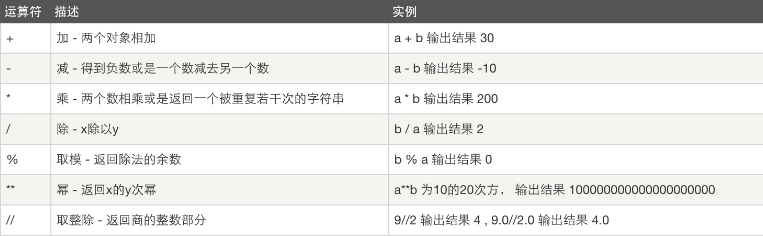 运算符 描述 实例
+ 加 - 两个对象相加 a + b 输出结果 30
- 减 - 得到负数或是一个数减去另一个数 a - b 输出结果 -10
* 乘 - 两个数相乘或是返回一个被重复若干次的字符串 a * b 输出结果 200
/ 除 - x除以y b / a 输出结果 2
% 取模 - 返回除法的余数 b % a 输出结果 0
** 幂 - 返回x的y次幂 a**b 为10的20次方， 输出结果 100000000000000000000
// 取整除 - 返回商的整数部分 9//2 输出结果 4 , 9.0//2.0 输出结果 4.0